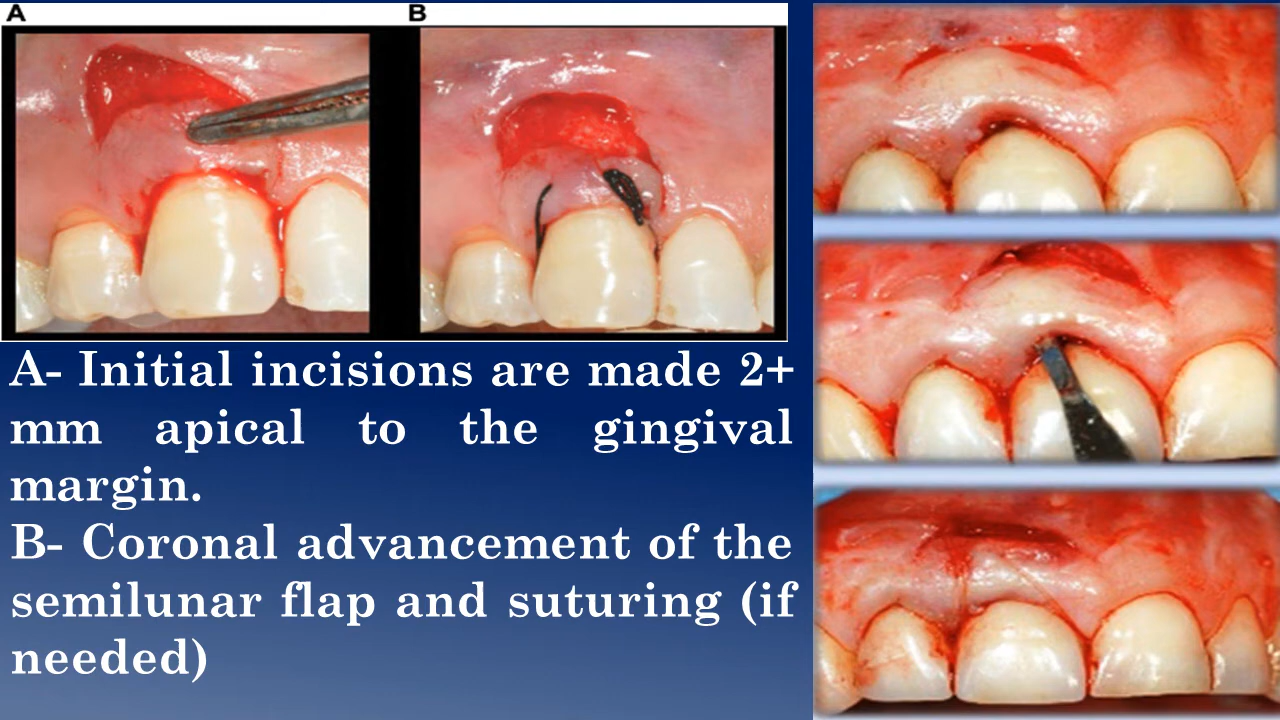 A
B
A- Initial incisions are made 2+
mm apical to the gingival
margin.
B- Coronal advancement of the
semilunar flap and suturing (if
needed)